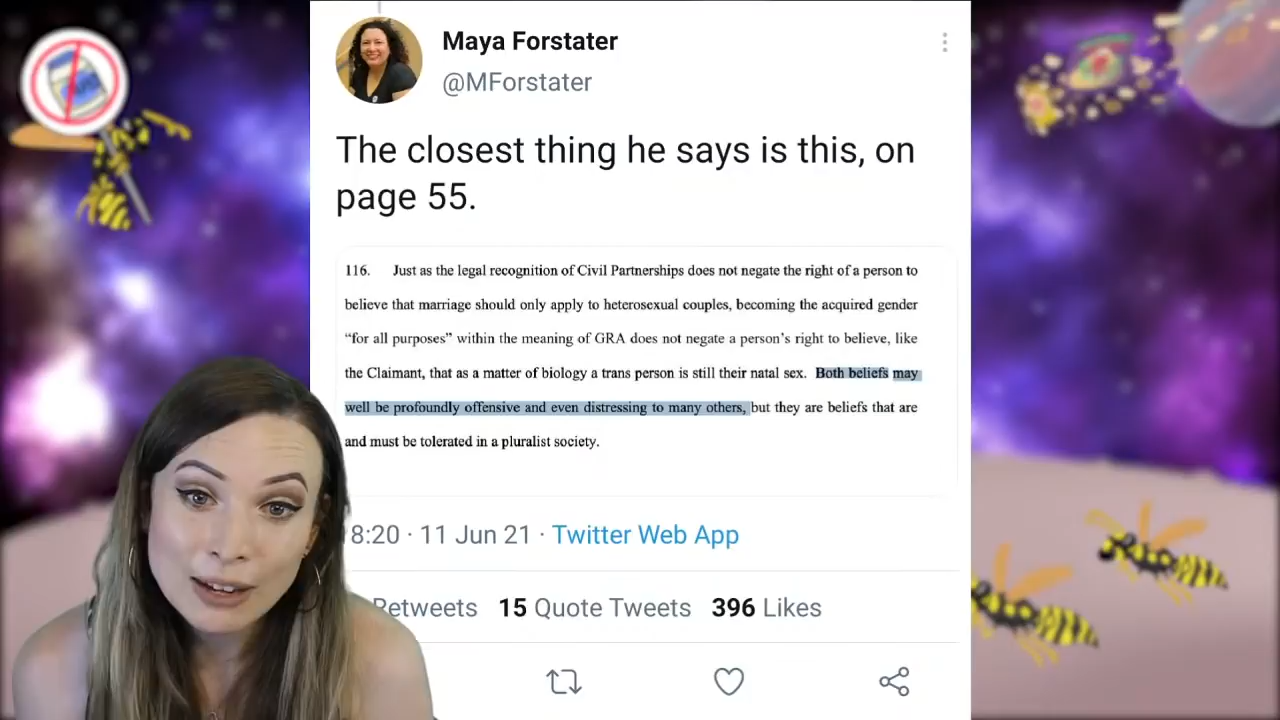 Maya Forstater
@MForstater
The closest thing he says is this, on
page 55.
116. Just as the legal recognition of Civil Partnerships does not negate the right of a person to
believe that marriage should only apply to heterosexual couples, becoming the acquired gender
“for all purposes” within the meaning of GRA does not negate a person’s right to believe, like
the Claimant, that as a matter of biology a trans person is still their natal sex. Both beliefs may
well be profoundly offensive and even distressing to many others, but they are beliefs that are
and must be tolerated in a pluralist society.
8:20 · 11 Jun 21 · Twitter Web App
Retweets 15 Quote Tweets 396 Likes